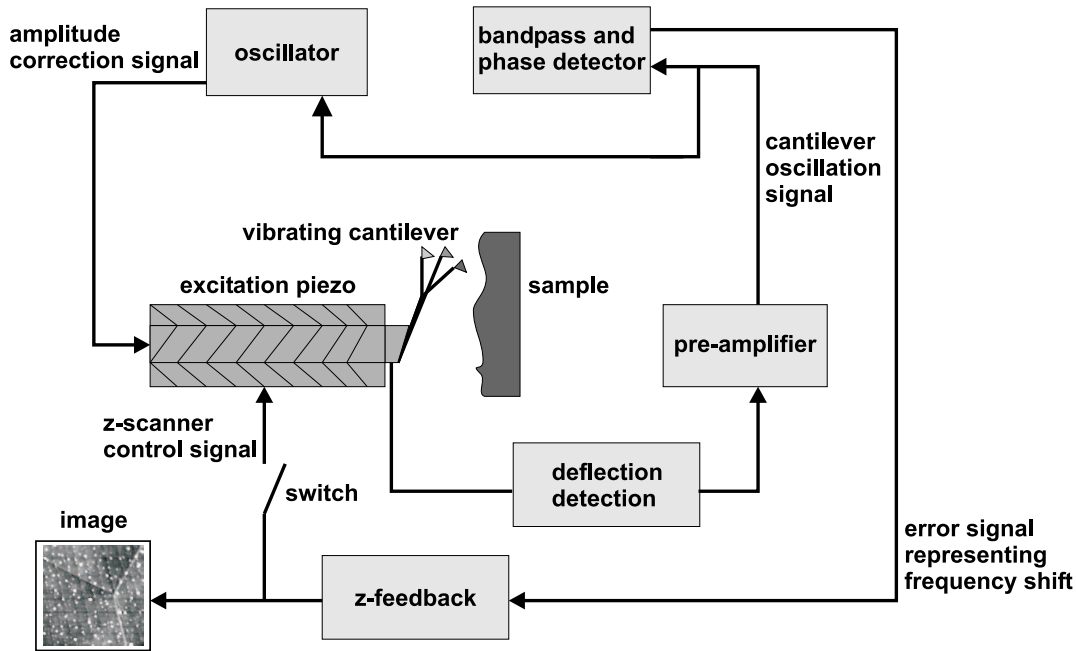 amplitude
correction signal
oscillator
bandpass and
phase detector
cantilever
oscillation
signal
vibrating cantilever
excitation piezo
sample
pre-amplifier
z-scanner
control signal
switch
deflection
detection
image
z-feedback
error signal
representing
frequency shift